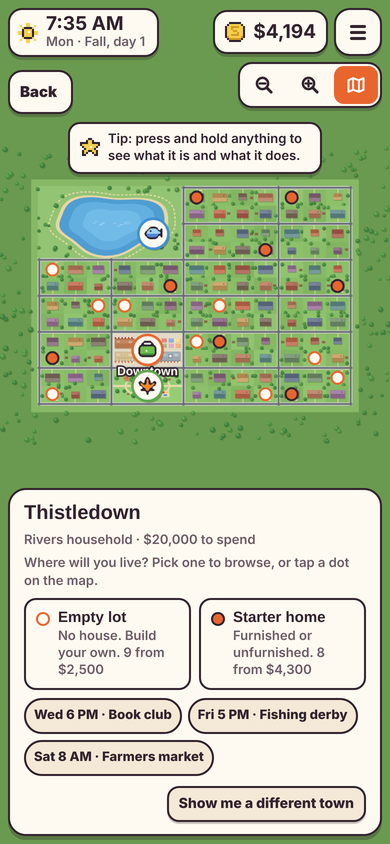 7:35 AM
Mon · Fall, day 1
$4,194
Back
Tip: press and hold anything to
see what it is and what it does.
Downtown
Thistledown
Rivers household · $20,000 to spend
Where will you live? Pick one to browse, or tap a dot
on the map.
Empty lot
No house. Build
your own. 9 from
$2,500
Starter home
Furnished or
unfurnished. 8
from $4,300
Wed 6 PM · Book club
Fri 5 PM · Fishing derby
Sat 8 AM · Farmers market
Show me a different town